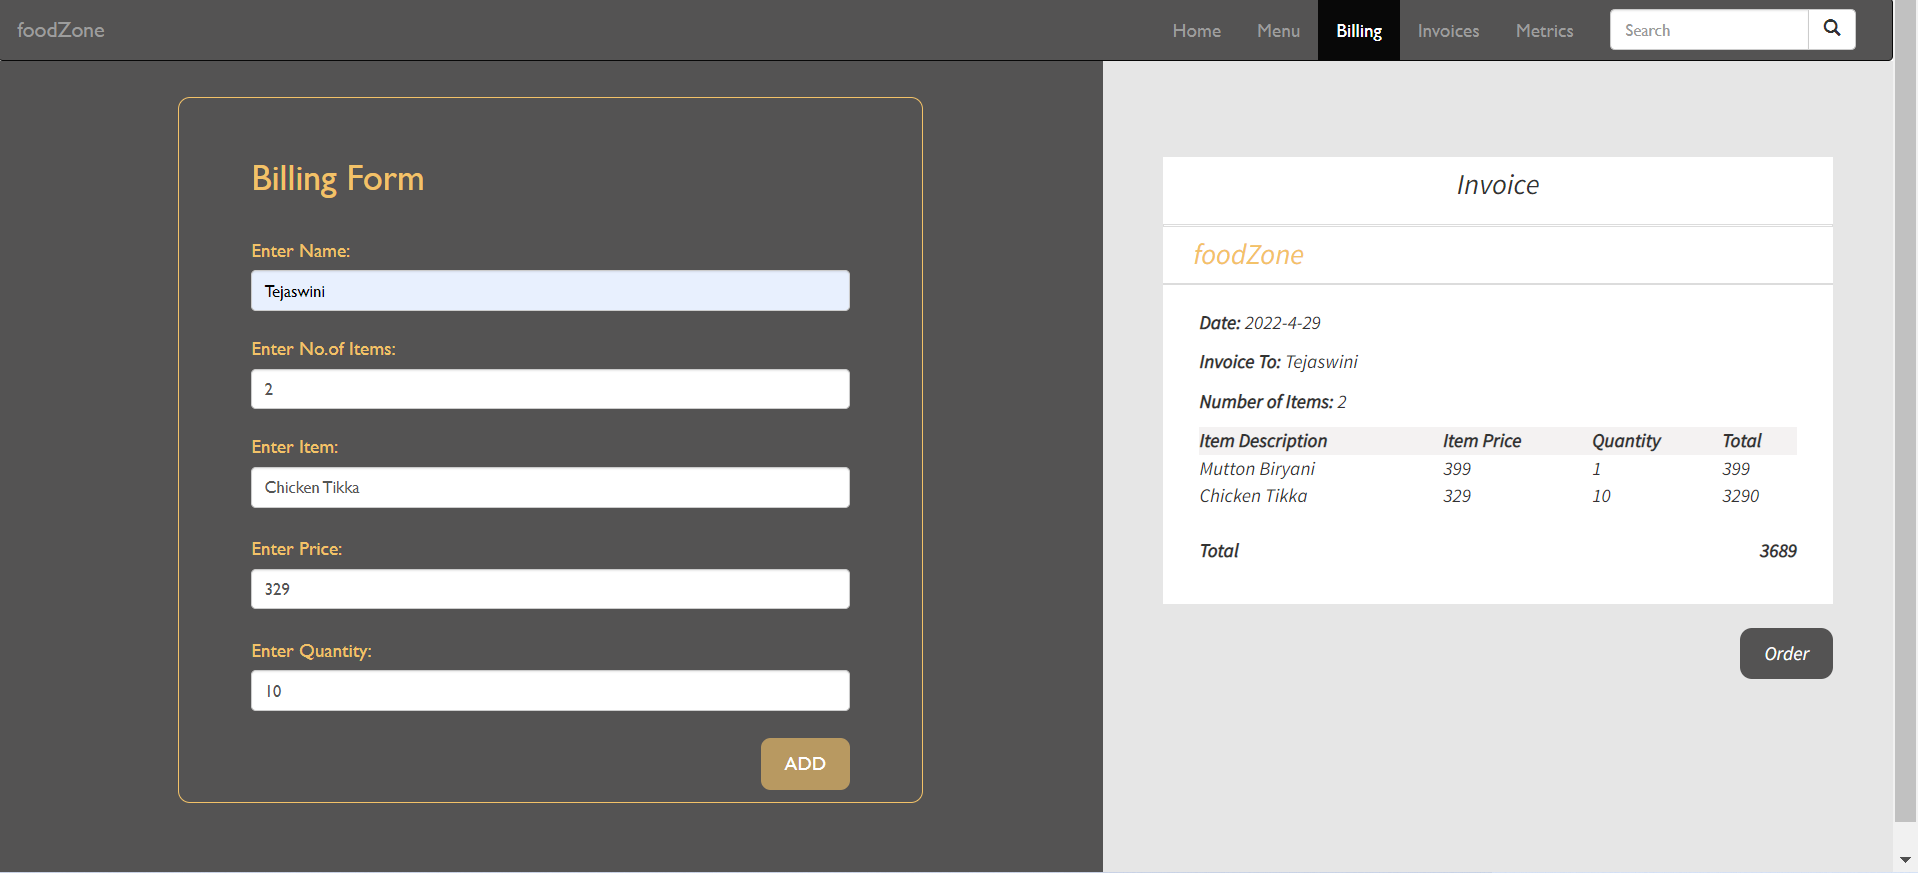 foodZone Home Menu Billing Invoices Metrics Search
Billing Form
Enter Name:
Tejaswini
Enter No.of Items:
2
Enter Item:
Chicken Tikka
Enter Price:
329
Enter Quantity:
10
ADD
Invoice
foodZone
Date: 2022-4-29
Invoice To: Tejaswini
Number of Items: 2
Item Description Item Price Quantity Total
Mutton Biryani 399 1 399
Chicken Tikka 329 10 3290
Total 3689
Order